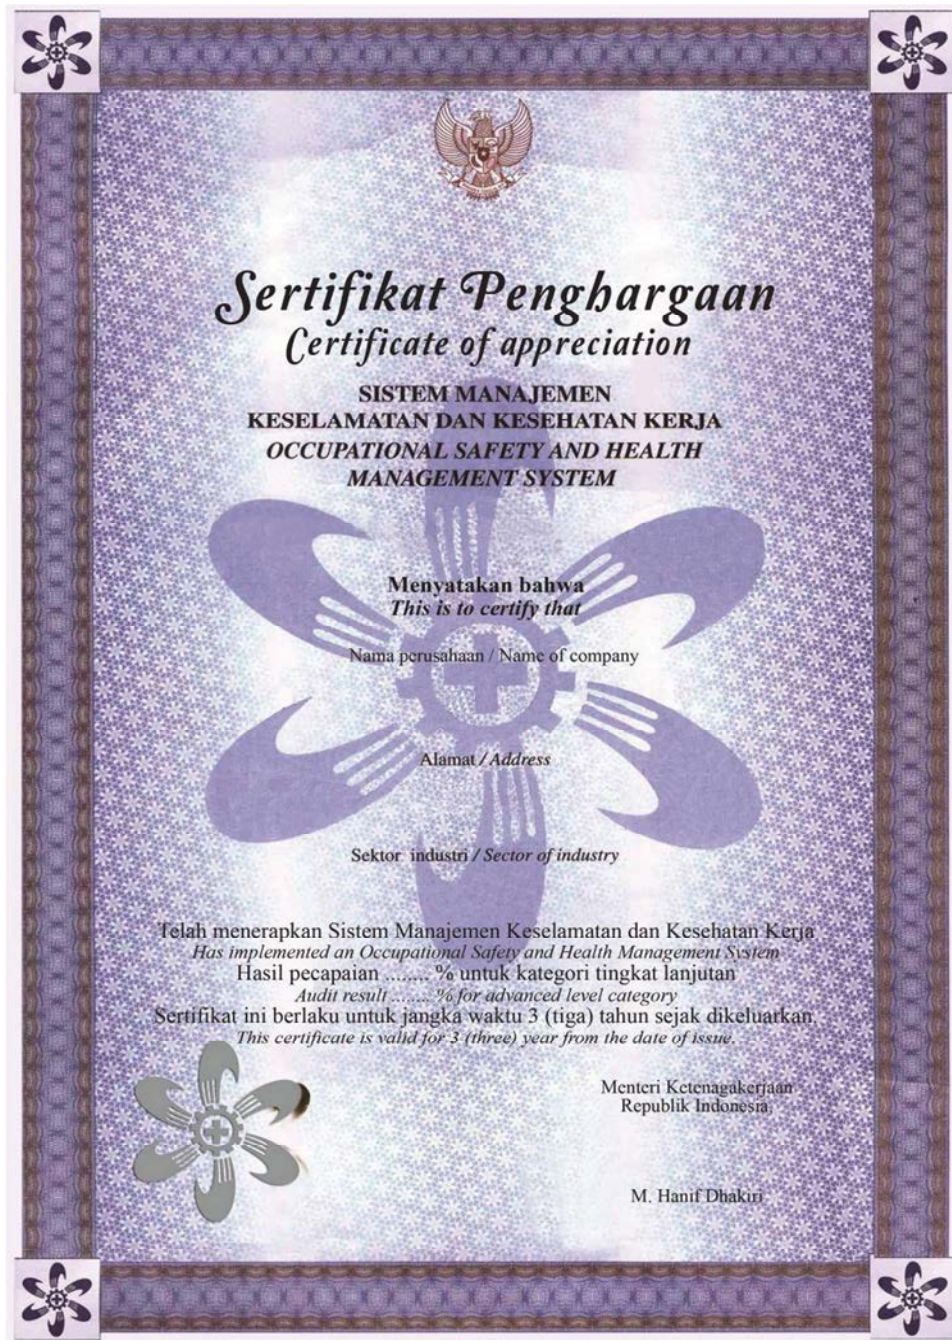 Sertifikat Penghargaan
Certificate of appreciation
SISTEM MANAJEMEN
KESELAMATAN DAN KESEHATAN KERJA
OCCUPATIONAL SAFETY AND HEALTH
MANAGEMENT SYSTEM
Menyatakan bahwa
This is to certify that
Nama perusahaan / Name of company
Alamat / Address
Sektor industri / Sector of industry
Telah menerapkan Sistem Manajemen Keselamatan dan Kesehatan Kerja
Has implemented an Occupational Safety and Health Management System
Hasil pecapaian ........ % untuk kategori tingkat lanjutan
Audit result ........ % for advanced level category
Sertifikat ini berlaku untuk jangka waktu 3 (tiga) tahun sejak dikeluarkan.
This certificate is valid for 3 (three) year from the date of issue.
Menteri Ketenagakerjaan
Republik Indonesia,
M. Hanif Dhakiri